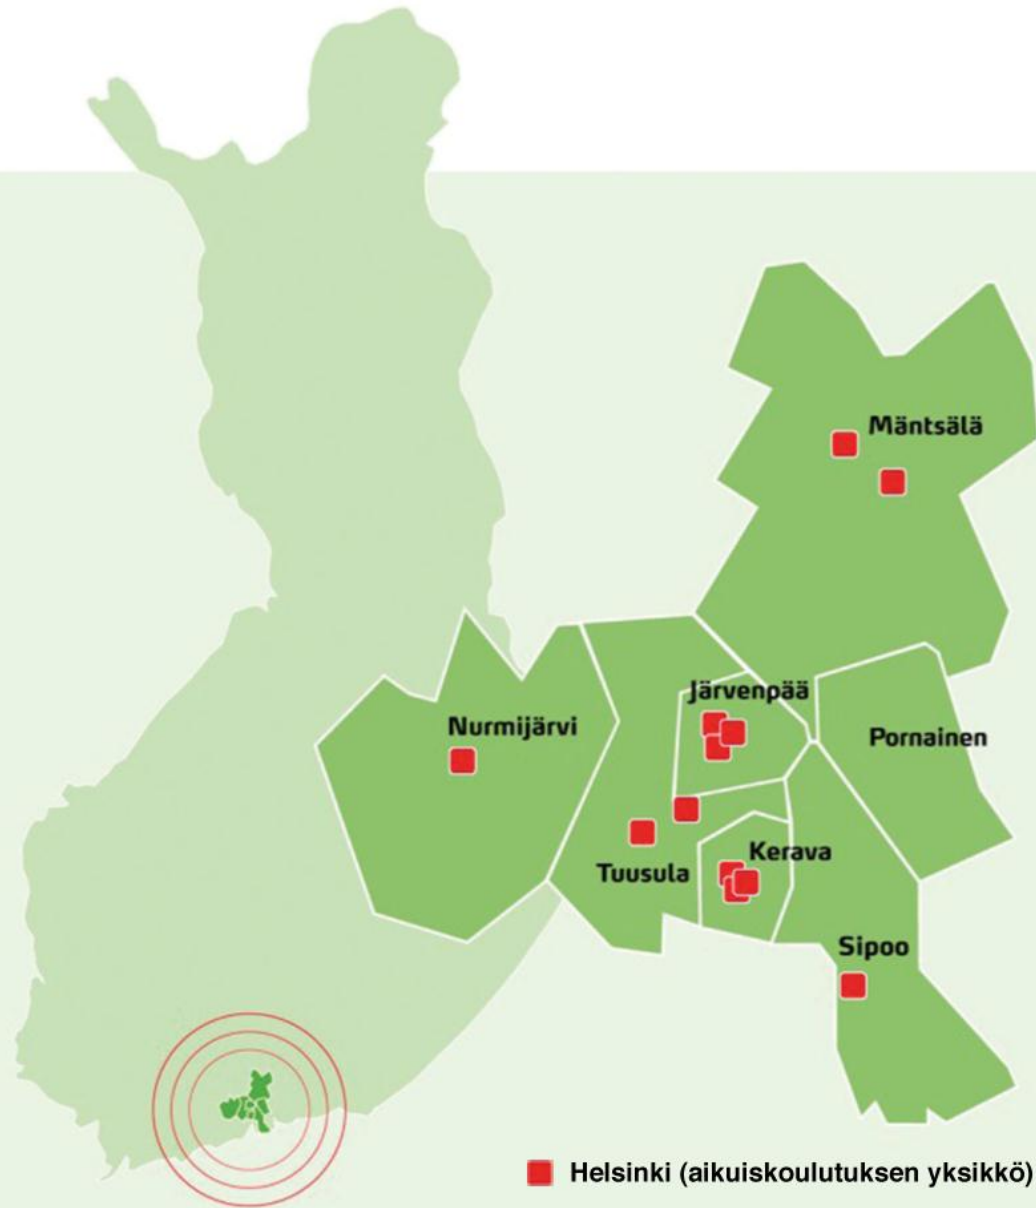 Mäntsälä
Järvenpää
Nurmijärvi
Pornainen
Kerava
Tuusula
Sipoo
Helsinki (aikuiskoulutuksen yksikkö)